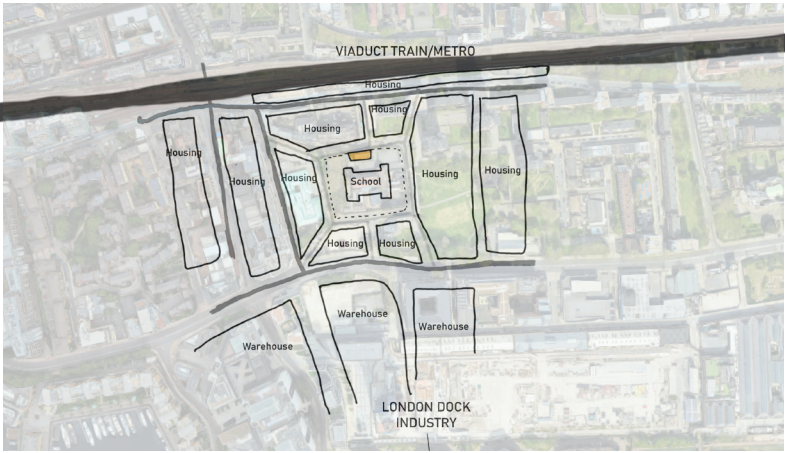 VIADUCT TRAIN/METRO
Housing
Housing
Housing
Housing
Housing
Housing
School
Housing
Housing
Housing
Housing
Warehouse
Warehouse
Warehouse
LONDON DOCK
INDUSTRY